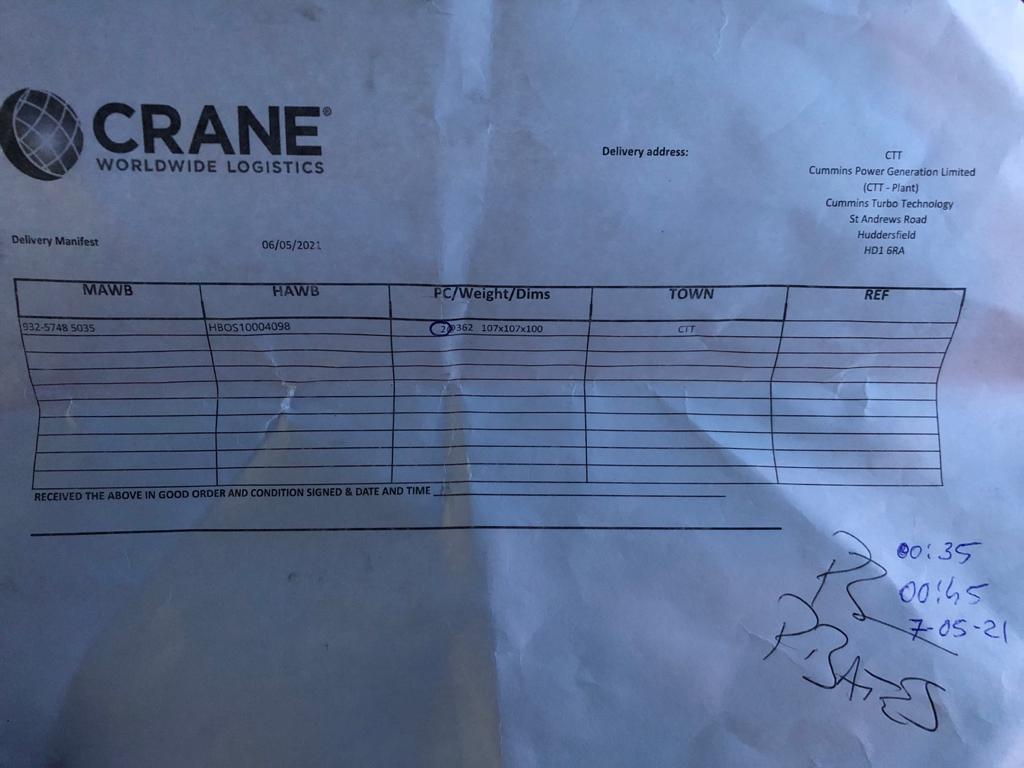 CRANE®
WORLDWIDE LOGISTICS
Delivery address:
CTT
Cummins Power Generation Limited
(CTT - Plant)
Cummins Turbo Technology
St Andrews Road
Huddersfield
HD1 6RA
Delivery Manifest 06/05/2021
MAWB HAWB PC/Weight/Dims TOWN REF
932-5748 5035 HBOS10004098 2 362 107x107x100 CTT
RECEIVED THE ABOVE IN GOOD ORDER AND CONDITION SIGNED & DATE AND TIME
00:35
00:45
7-05-21
P.BATES